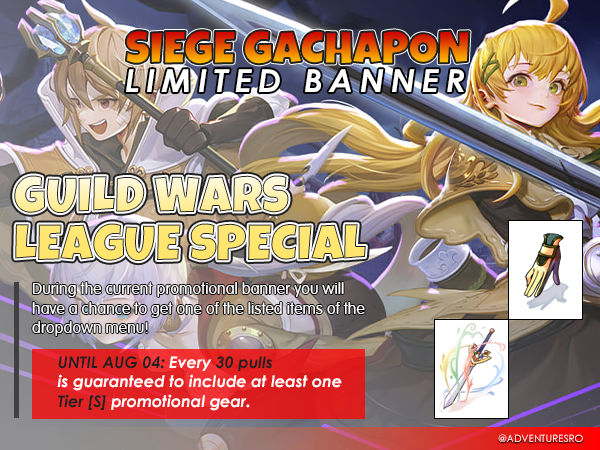 SIEGE GACHAPON
LIMITED BANNER
GUILD WARS
LEAGUE SPECIAL
During the current promotional banner you will
have a chance to get one of the listed items of the
dropdown menu!
UNTIL AUG 04: Every 30 pulls
is guaranteed to include at least one
Tier [S] promotional gear.
@ADVENTURESRO